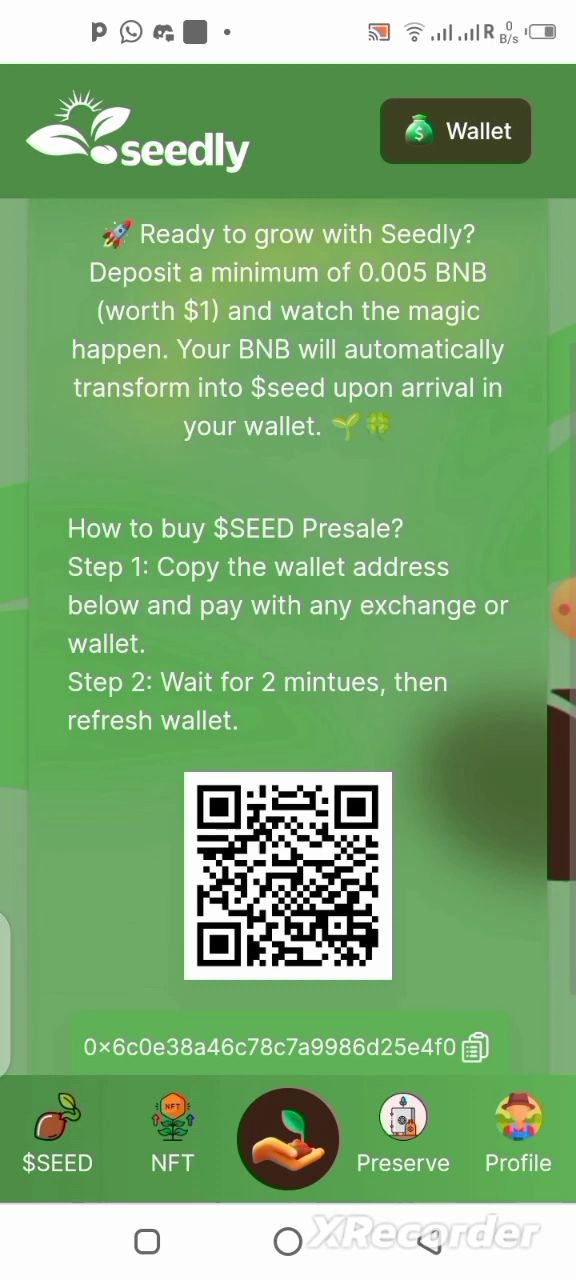 R 0 B/s
seedly
Wallet
🚀 Ready to grow with Seedly?
Deposit a minimum of 0.005 BNB
(worth $1) and watch the magic
happen. Your BNB will automatically
transform into $seed upon arrival in
your wallet. 🌱🍀
How to buy $SEED Presale?
Step 1: Copy the wallet address
below and pay with any exchange or
wallet.
Step 2: Wait for 2 mintues, then
refresh wallet.
0x6c0e38a46c78c7a9986d25e4f0
NFT
$SEED NFT Preserve Profile
XRecorder